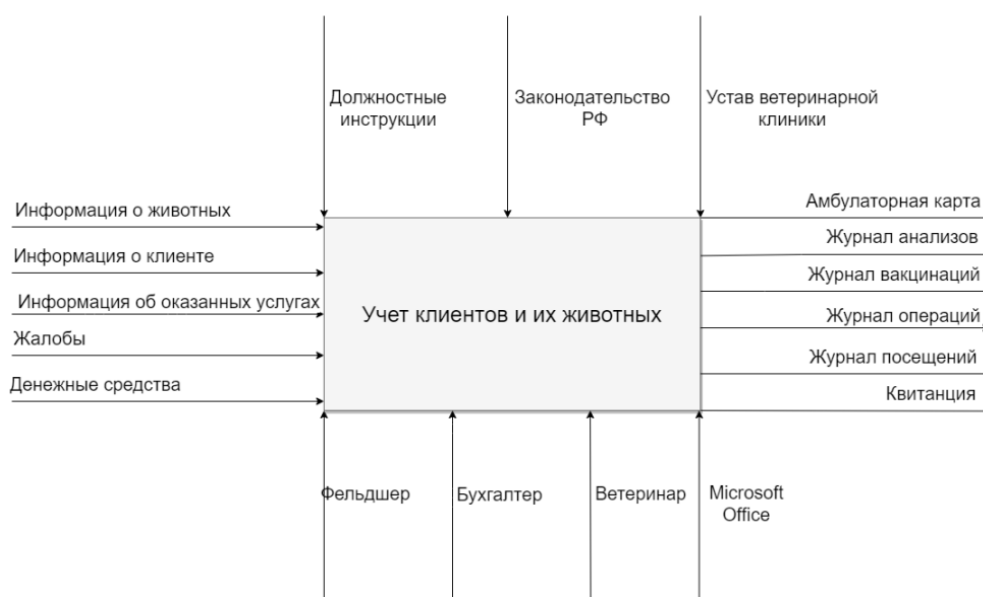 Должностные
инструкции
Законодательство
РФ
Устав ветеринарной
клиники
Информация о животных
Информация о клиенте
Информация об оказанных услугах
Жалобы
Денежные средства
Учет клиентов и их животных
Амбулаторная карта
Журнал анализов
Журнал вакцинаций
Журнал операций
Журнал посещений
Квитанция
Фельдшер
Бухгалтер
Ветеринар
Microsoft
Office